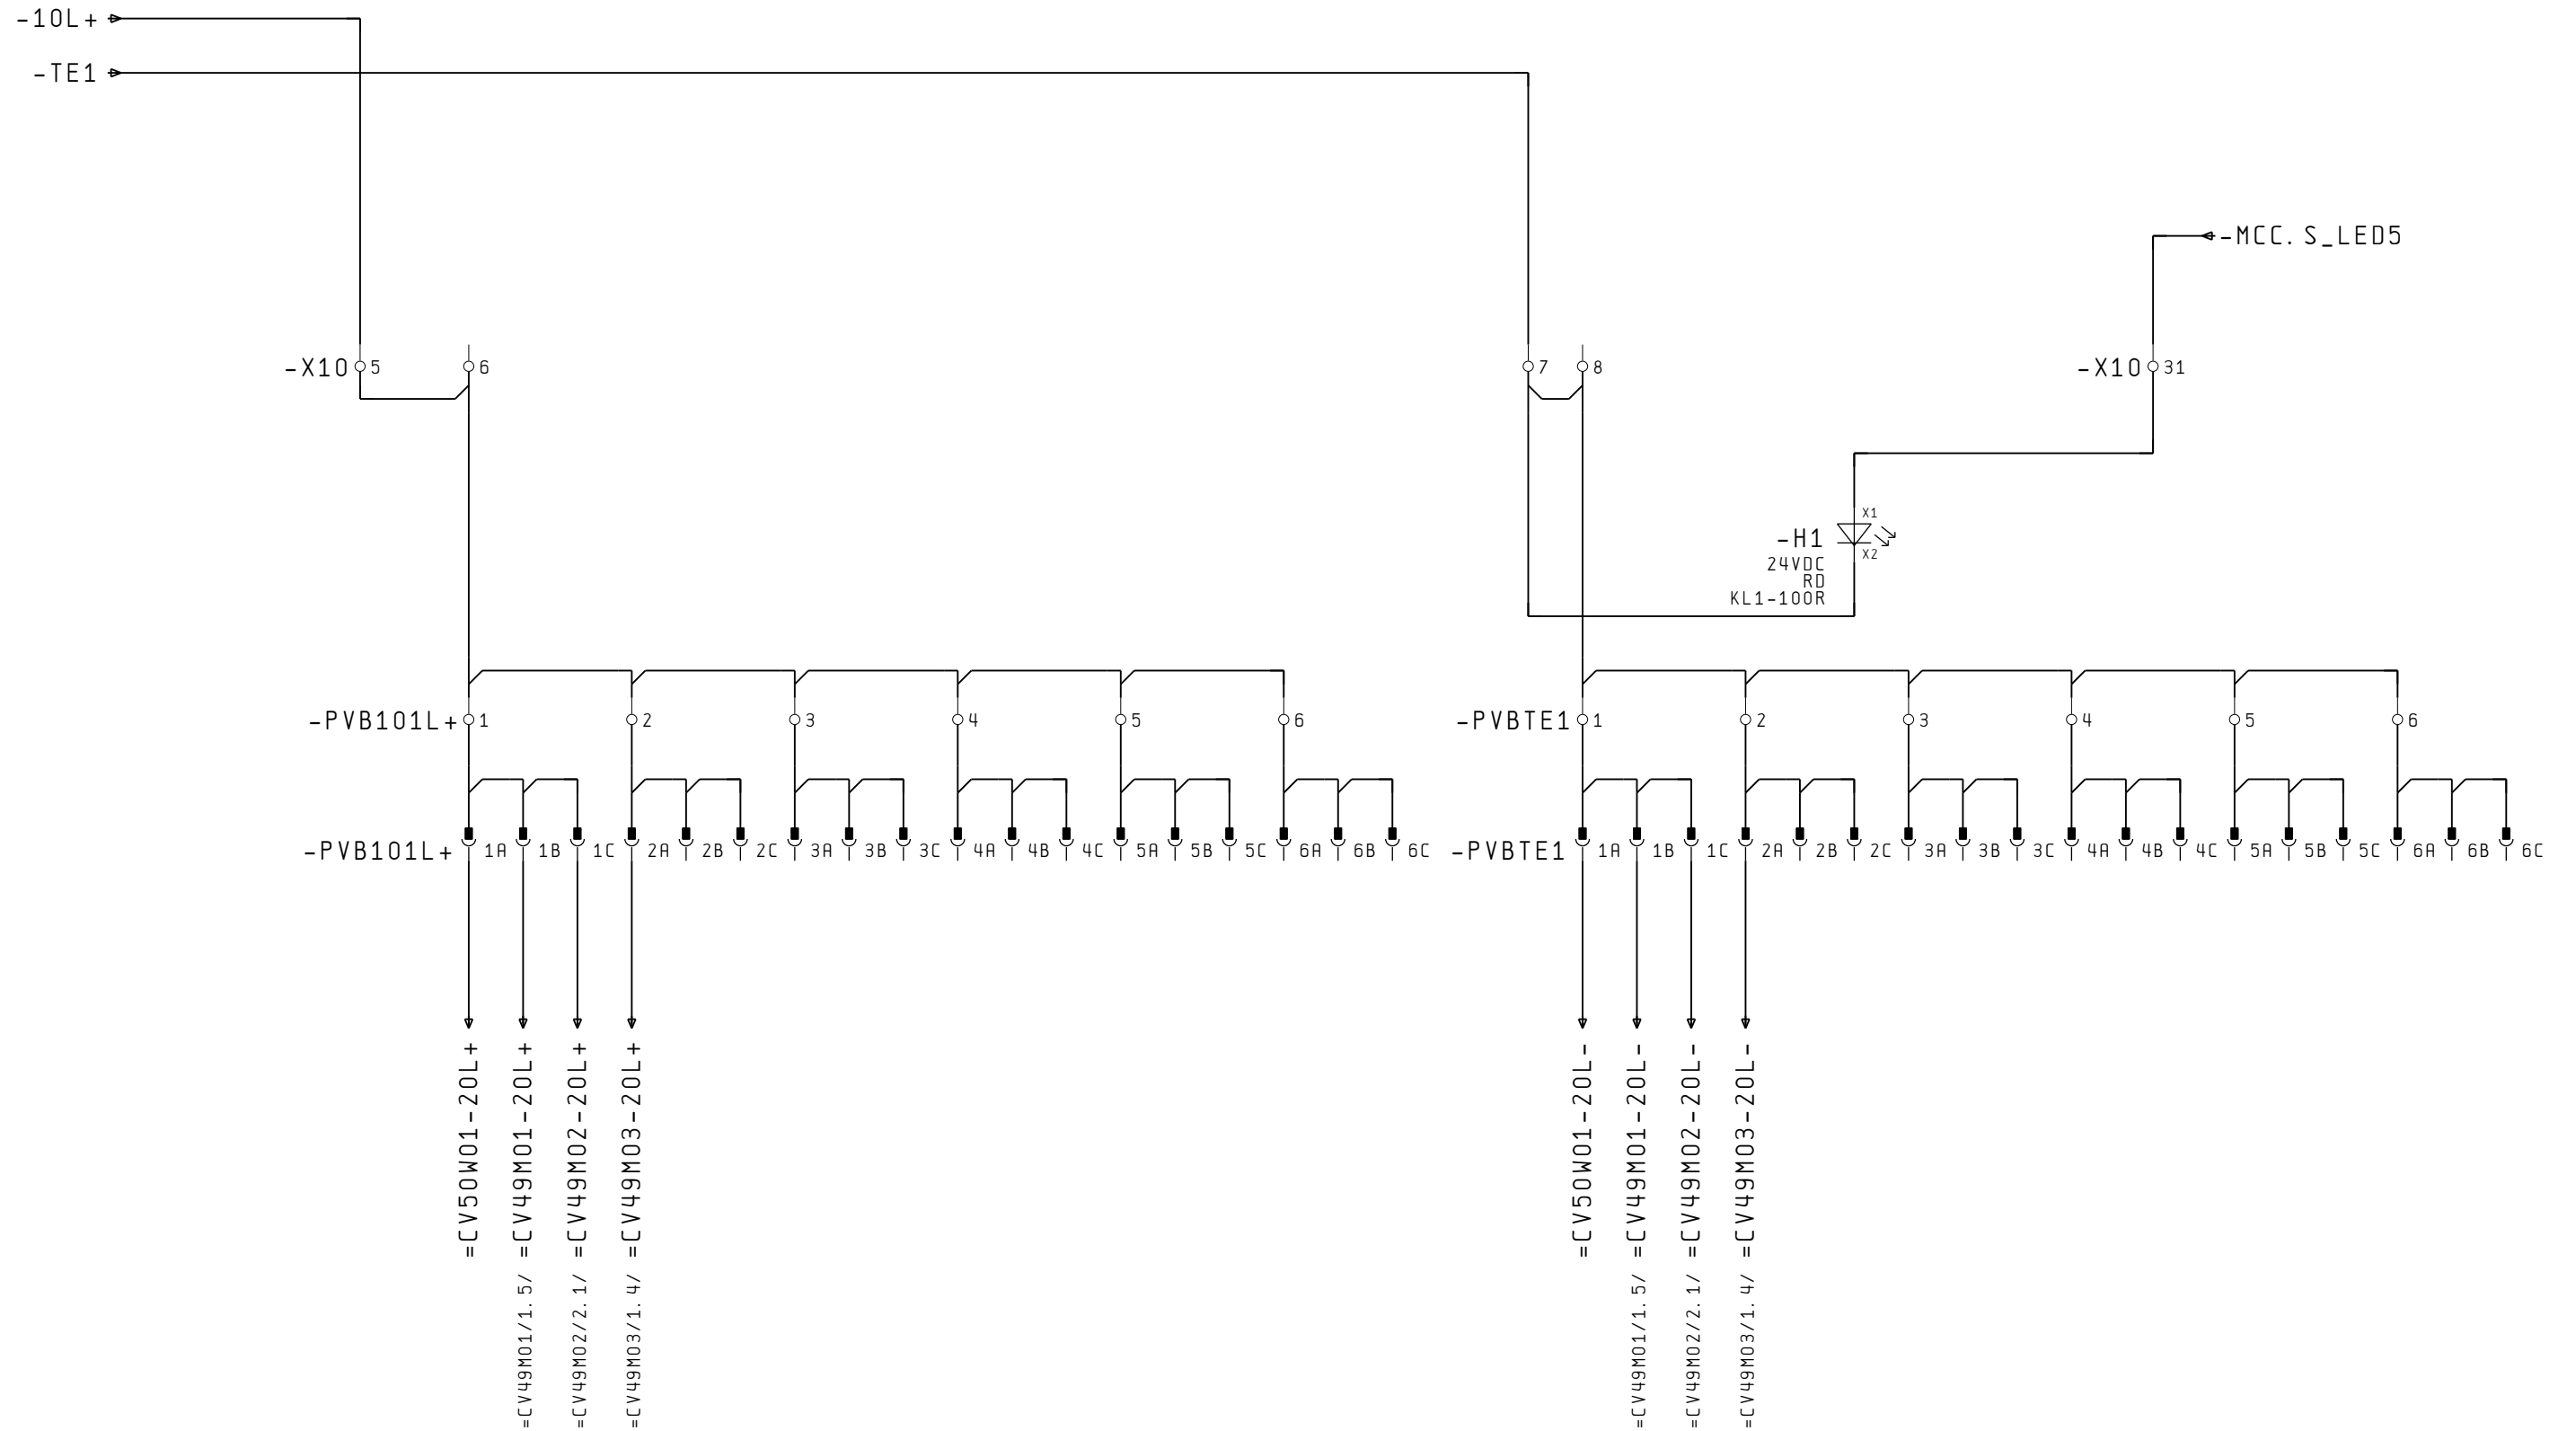 -10L+
-TE1
-MCC.S_LED5
-X10 5 6 7 8 -X10 31
X1
-H1
X2
24VDC
RD
KL1-100R
-PVB101L+ 1 2 3 4 5 6 -PVBTE1 1 2 3 4 5 6
-PVB101L+ 1A 1B 1C 2A 2B 2C 3A 3B 3C 4A 4B 4C 5A 5B 5C 6A 6B 6C -PVBTE1 1A 1B 1C 2A 2B 2C 3A 3B 3C 4A 4B 4C 5A 5B 5C 6A 6B 6C
=CV50W01-20L+
=CV49M01/1.5/ =CV49M01-20L+
=CV49M02/2.1/ =CV49M02-20L+
=CV49M03/1.4/ =CV49M03-20L+
=CV50W01-20L-
=CV49M01/1.5/ =CV49M01-20L-
=CV49M02/2.1/ =CV49M02-20L-
=CV49M03/1.4/ =CV49M03-20L-